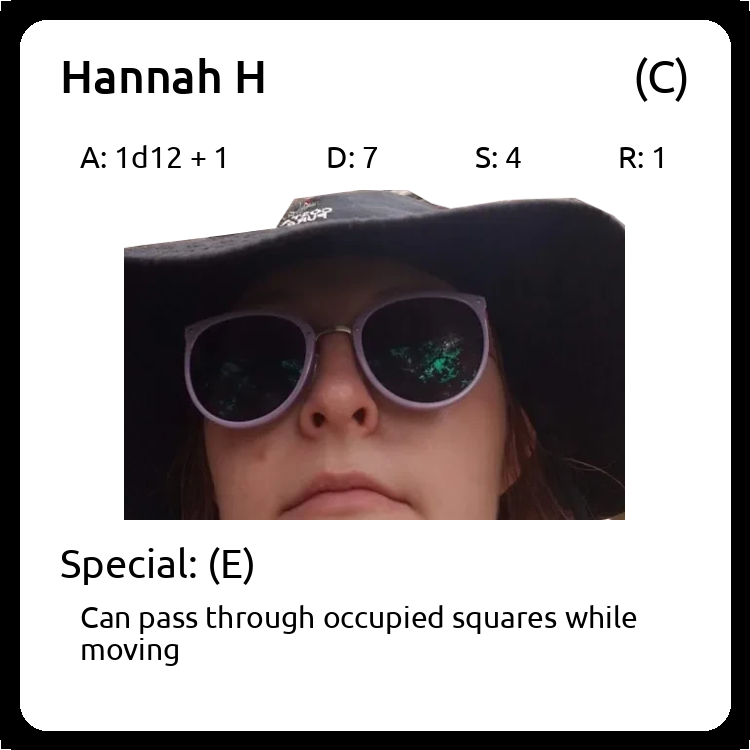 Hannah H (C)
A: 1d12 + 1 D: 7 S: 4 R: 1
Special: (E)
Can pass through occupied squares while
moving